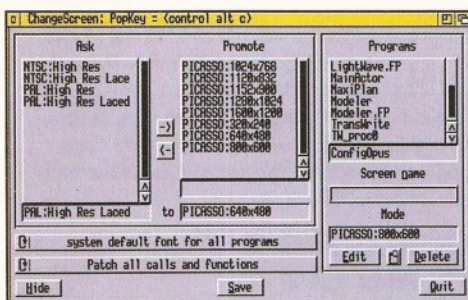 ChangeScreen: PopKey = <control alt c>
Ask
NTSC:High Res
NTSC:High Res Lace
PAL:High Res
PAL:High Res Laced
PAL:High Res Laced
-->
<--
to
Promote
PICASSO:1024x768
PICASSO:1120x832
PICASSO:1152x900
PICASSO:1280x1024
PICASSO:1600x1200
PICASSO:320x240
PICASSO:640x480
PICASSO:800x600
PICASSO:640x480
system default font for all programs
Patch all calls and functions
Programs
LightWave.FP
MainActor
MaxiPlan
Modeler
Modeler.FP
TransWrite
TW_proc0
ConfigOpus
Screen name
Mode
PICASSO:800x600
Edit
Delete
Hide
Save
Quit